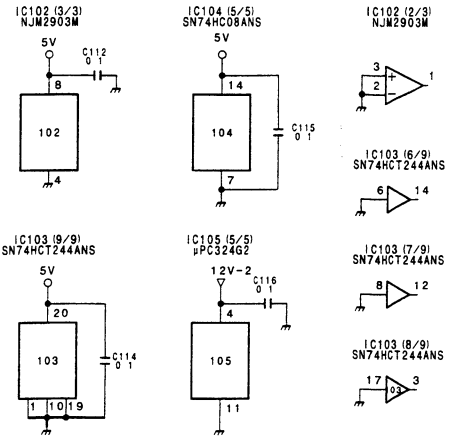 IC102 (3/3)
NJM2903M
5V
C112
0 1
8
102
4
IC104 (5/5)
SN74HC08ANS
5V
14
104
C115
0 1
7
IC102 (2/3)
NJM2903M
3
+
2
−
1
IC103 (6/9)
SN74HCT244ANS
6
14
IC103 (7/9)
SN74HCT244ANS
8
12
IC103 (8/9)
SN74HCT244ANS
17
03
3
IC103 (9/9)
SN74HCT244ANS
5V
20
103
C114
0 1
1
10
19
IC105 (5/5)
µPC324G2
12V-2
C116
0 1
4
105
11